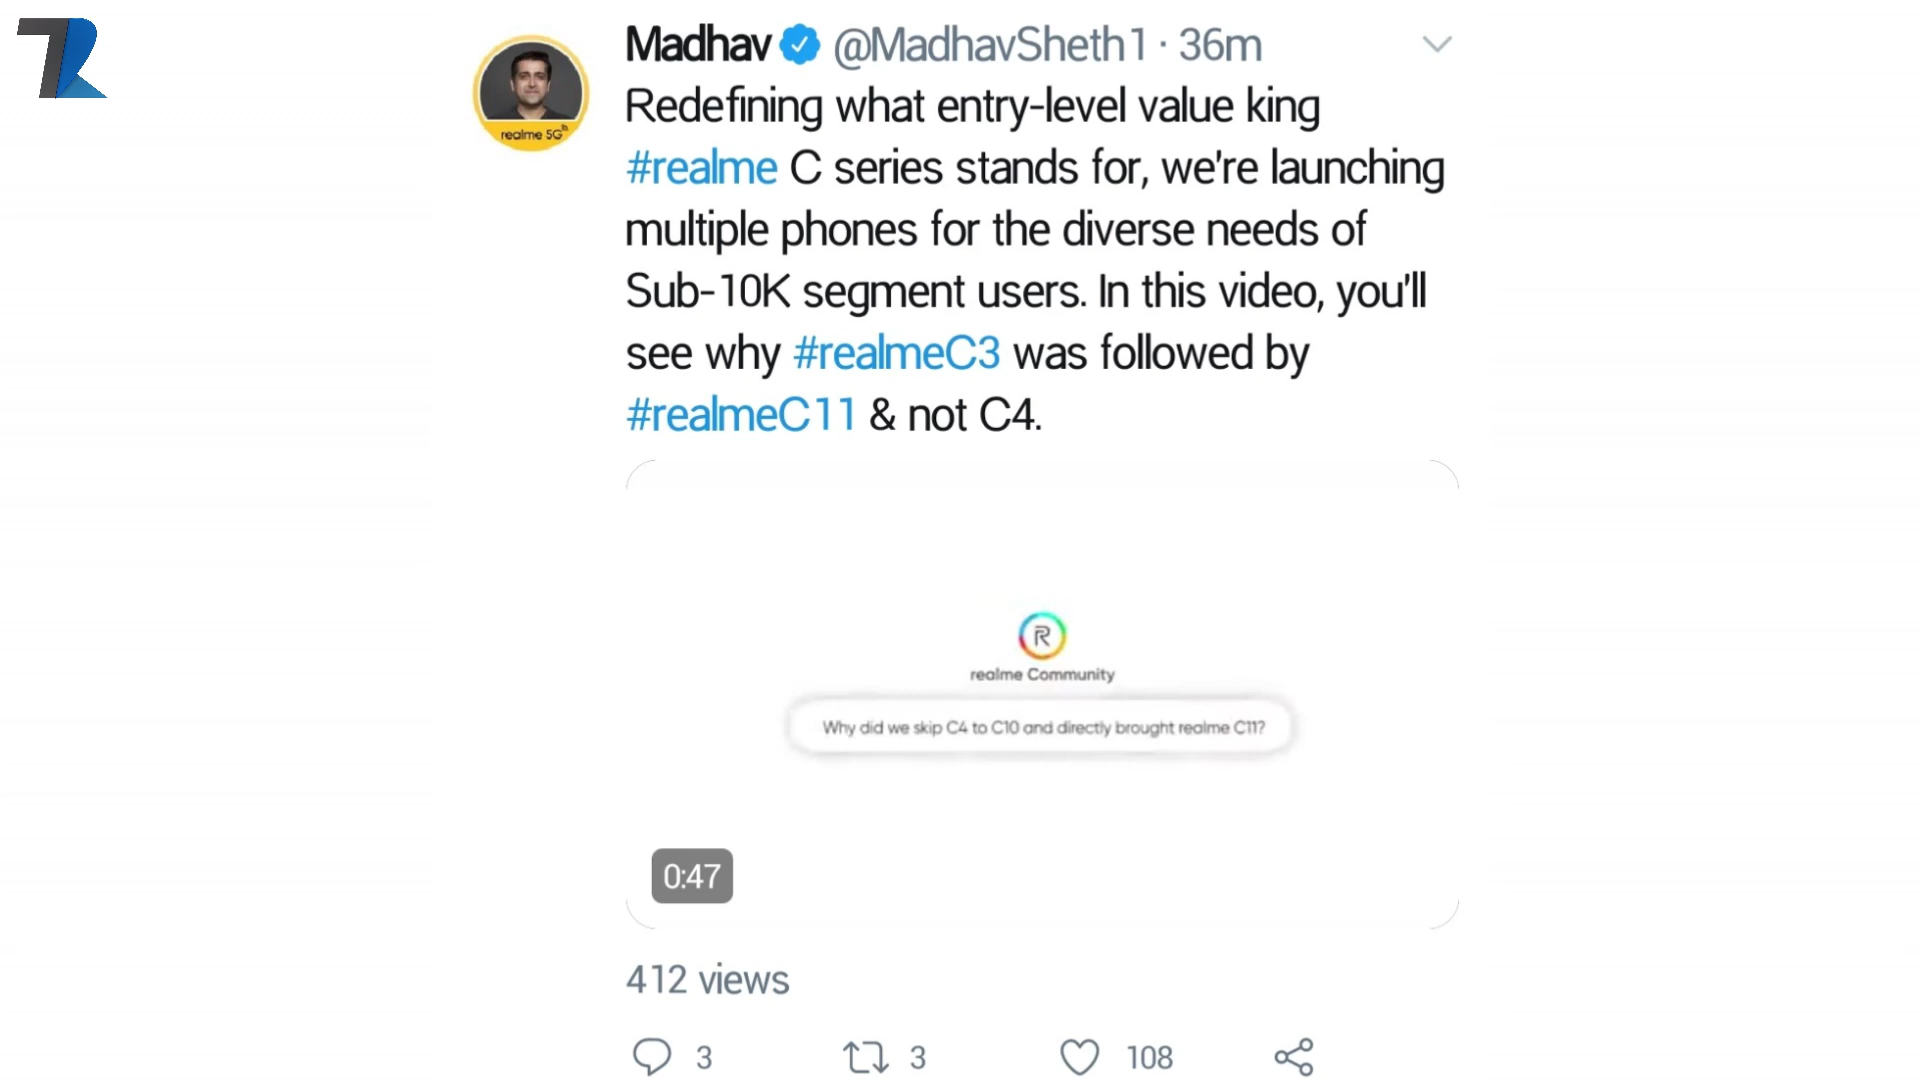 Madhav @MadhavSheth1 · 36m
Redefining what entry-level value king
#realme C series stands for, we're launching
multiple phones for the diverse needs of
Sub-10K segment users. In this video, you'll
see why #realmeC3 was followed by
#realmeC11 & not C4.
realme 5G
R
realme Community
Why did we skip C4 to C10 and directly brought realme C11?
0:47
412 views
3 3 108